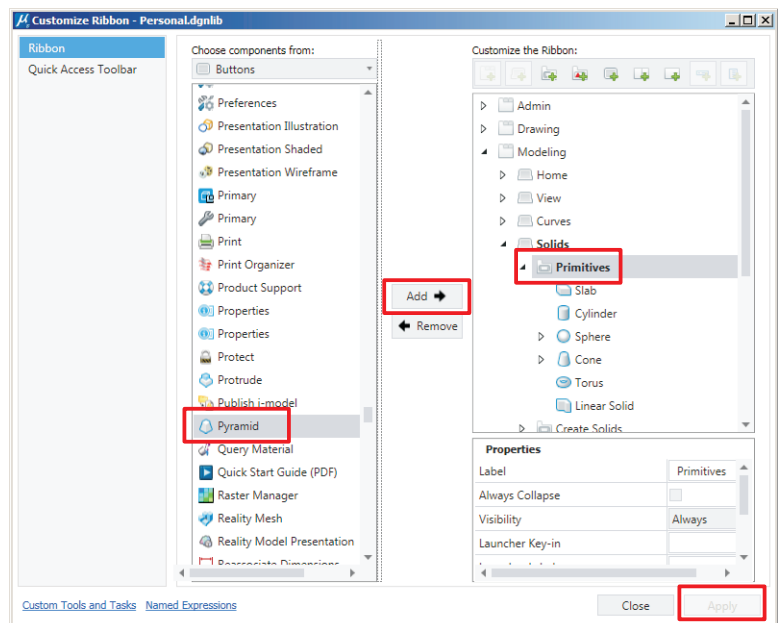 Customize Ribbon - Personal.dgnlib
Ribbon
Quick Access Toolbar
Choose components from:
Buttons
Preferences
Presentation Illustration
Presentation Shaded
Presentation Wireframe
Primary
Primary
Print
Print Organizer
Product Support
Properties
Properties
Protect
Protrude
Publish i-model
Pyramid
Query Material
Quick Start Guide (PDF)
Raster Manager
Reality Mesh
Reality Model Presentation
Reassociate Dimensions
Add
Remove
Customize the Ribbon:
Admin
Drawing
Modeling
Home
View
Curves
Solids
Primitives
Slab
Cylinder
Sphere
Cone
Torus
Linear Solid
Create Solids
Properties
Label Primitives
Always Collapse
Visibility Always
Launcher Key-in
Custom Tools and Tasks Named Expressions
Close
Apply